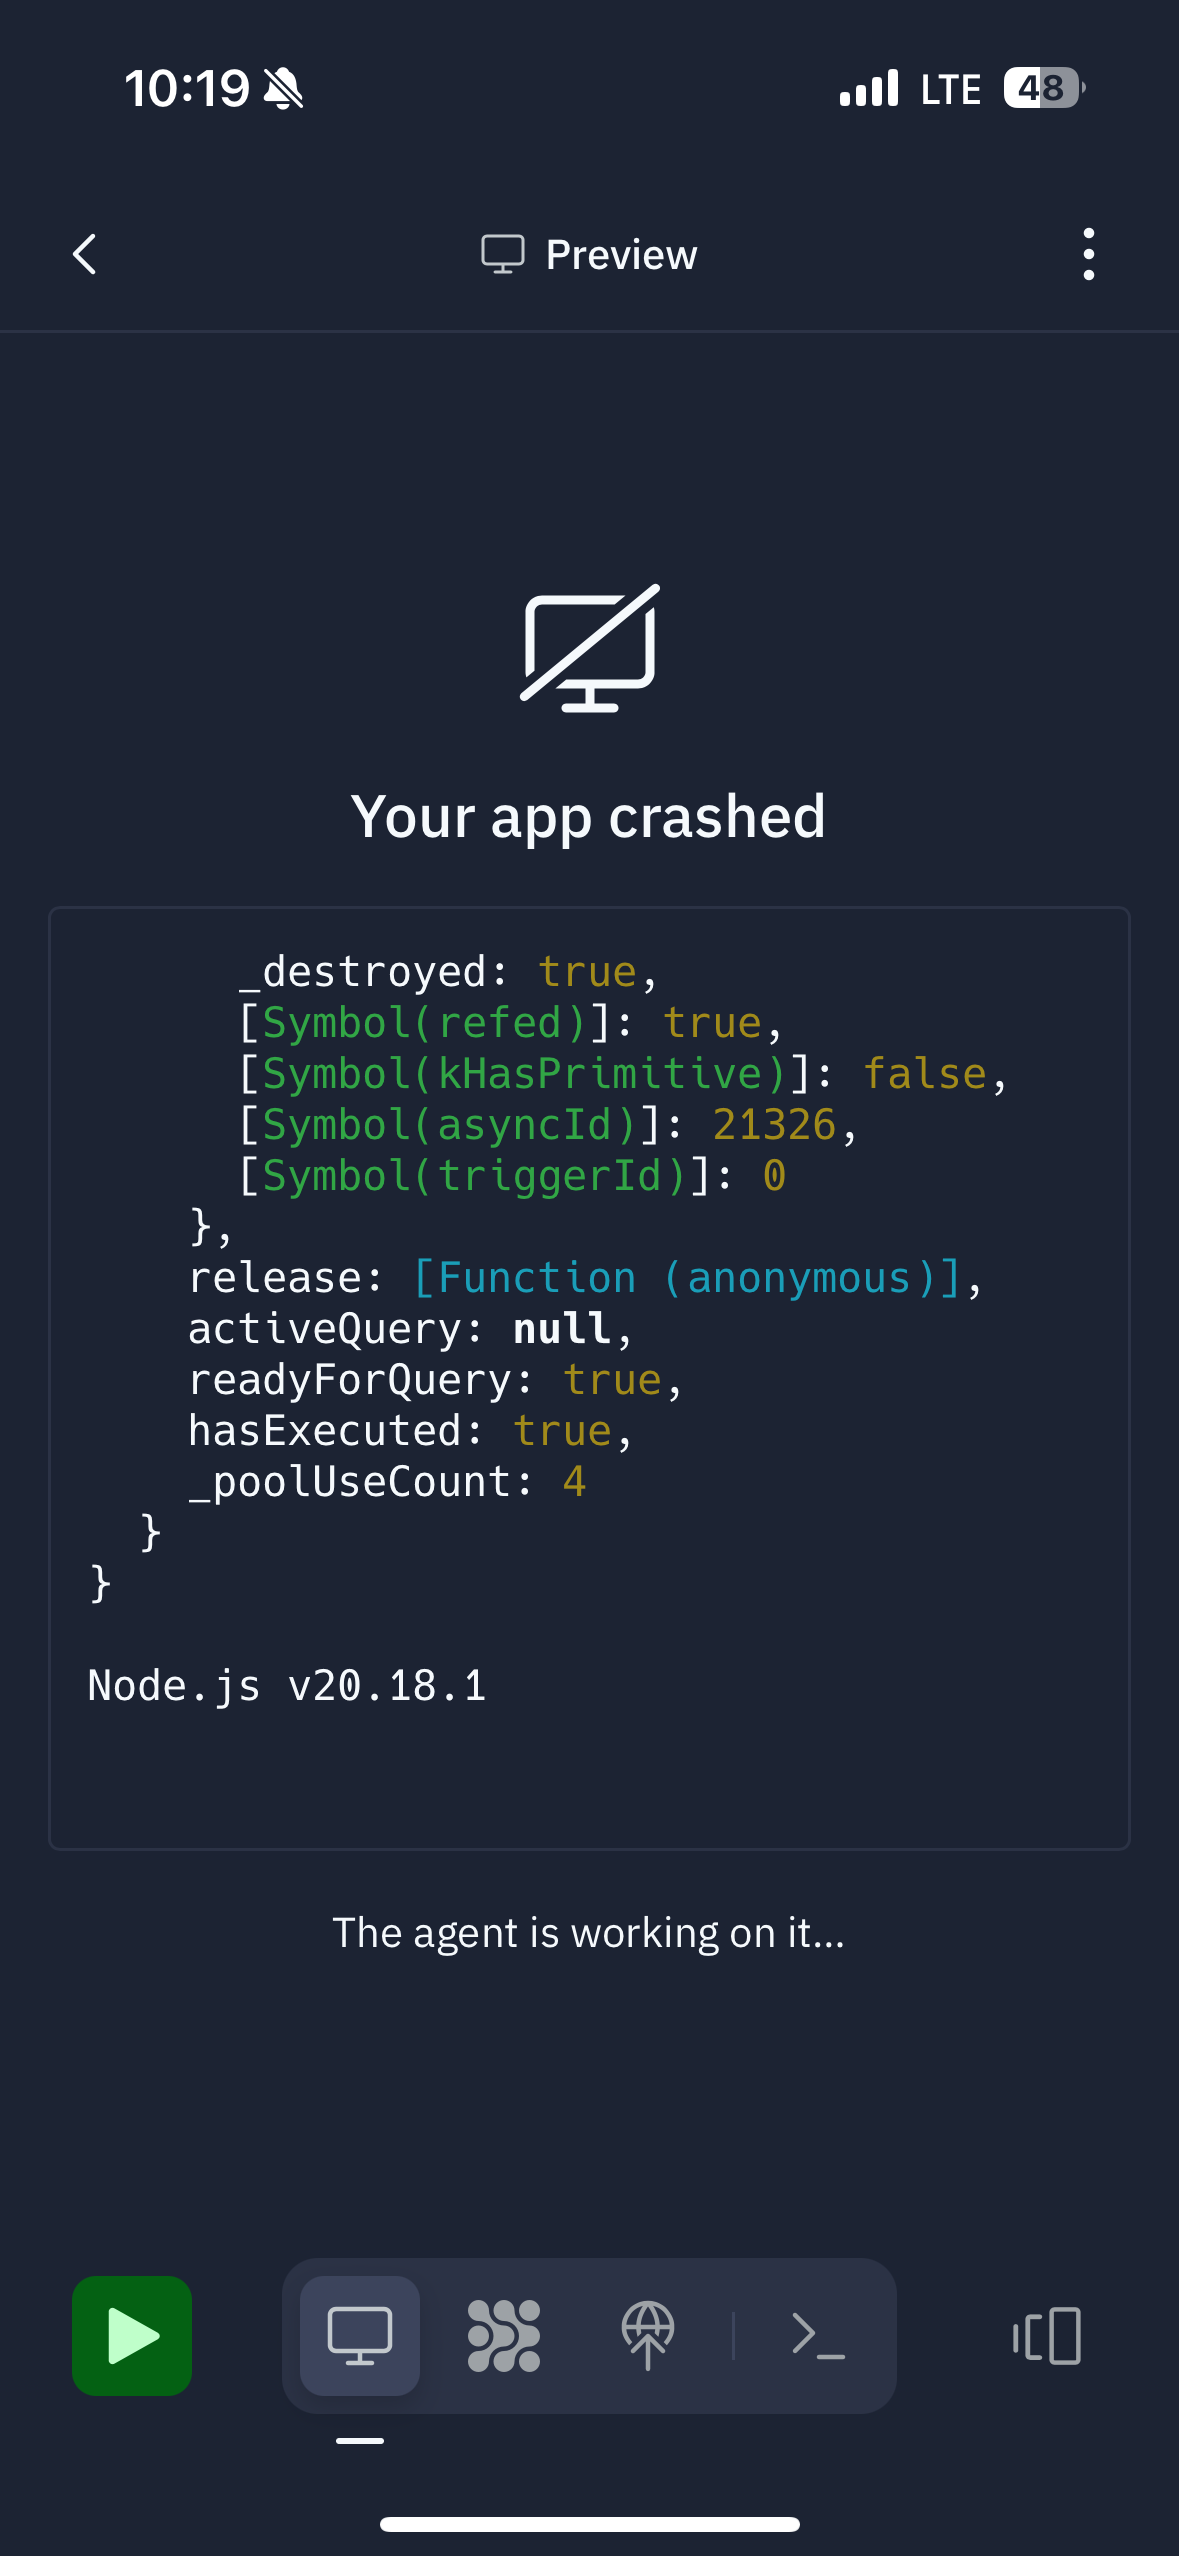 10:19
LTE 48
Preview
Your app crashed
_destroyed: true,
[Symbol(refed)]: true,
[Symbol(kHasPrimitive)]: false,
[Symbol(asyncId)]: 21326,
[Symbol(triggerId)]: 0
},
release: [Function (anonymous)],
activeQuery: null,
readyForQuery: true,
hasExecuted: true,
_poolUseCount: 4
}
}
Node.js v20.18.1
The agent is working on it...